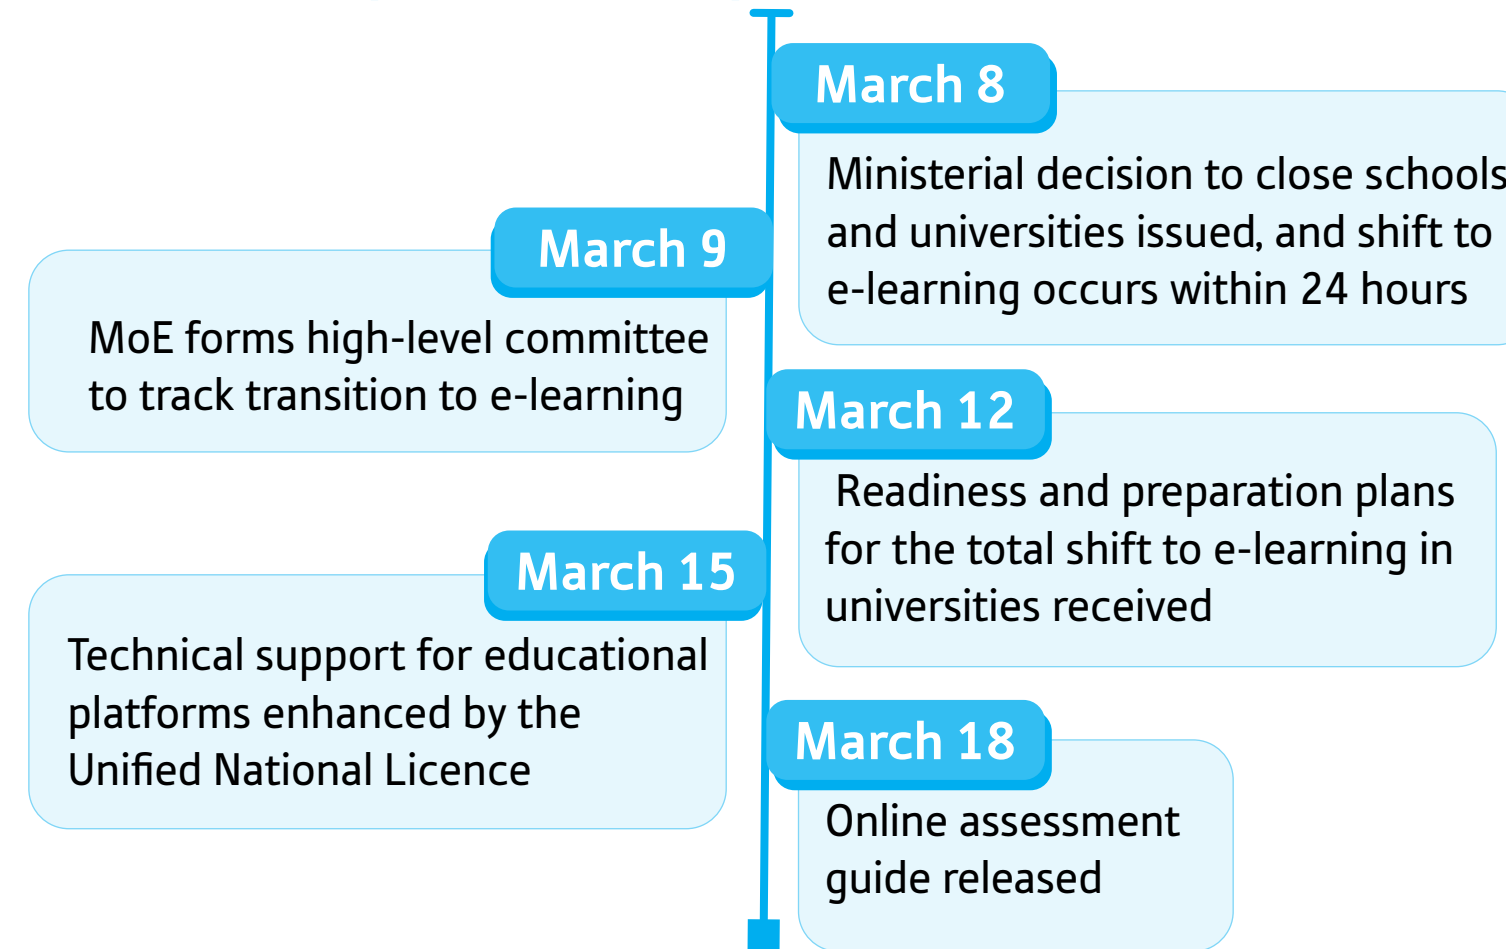 March 8
Ministerial decision to close schools
and universities issued, and shift to
e-learning occurs within 24 hours
March 9
MoE forms high-level committee
to track transition to e-learning
March 12
Readiness and preparation plans
for the total shift to e-learning in
universities received
March 15
Technical support for educational
platforms enhanced by the
Unified National Licence
March 18
Online assessment
guide released